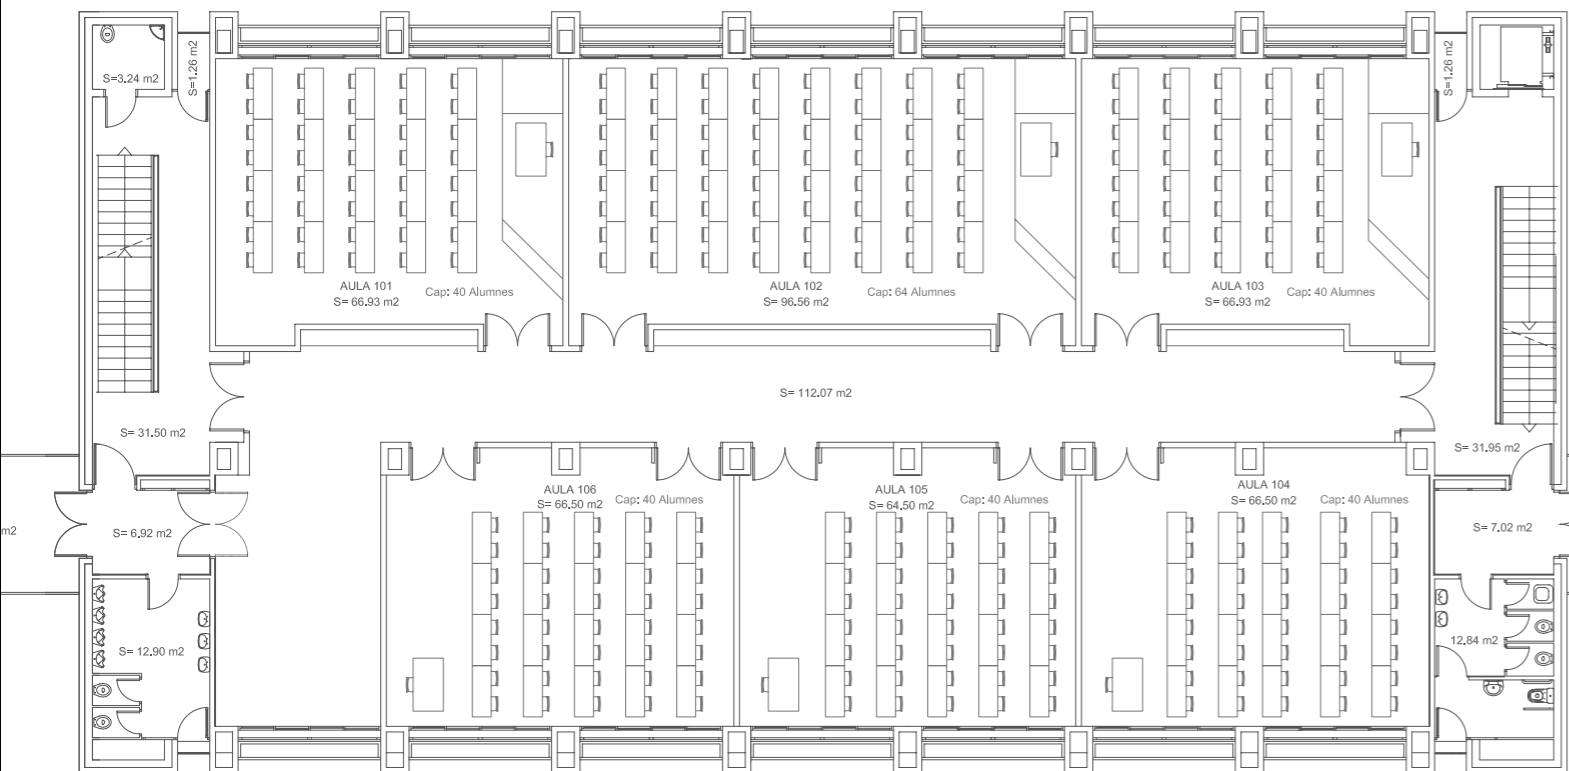 S=3.24 m2
S=1.26 m2
S=1.26 m2
AULA 101
S= 66.93 m2
Cap: 40 Alumnes
AULA 102
S= 96.56 m2
Cap: 64 Alumnes
AULA 103
S= 66.93 m2
Cap: 40 Alumnes
S= 112.07 m2
S= 31.50 m2
S= 31.95 m2
AULA 106
S= 66.50 m2
Cap: 40 Alumnes
AULA 105
S= 64.50 m2
Cap: 40 Alumnes
AULA 104
S= 66.50 m2
Cap: 40 Alumnes
m2
S= 6.92 m2
S= 7.02 m2
S= 12.90 m2
12.84 m2